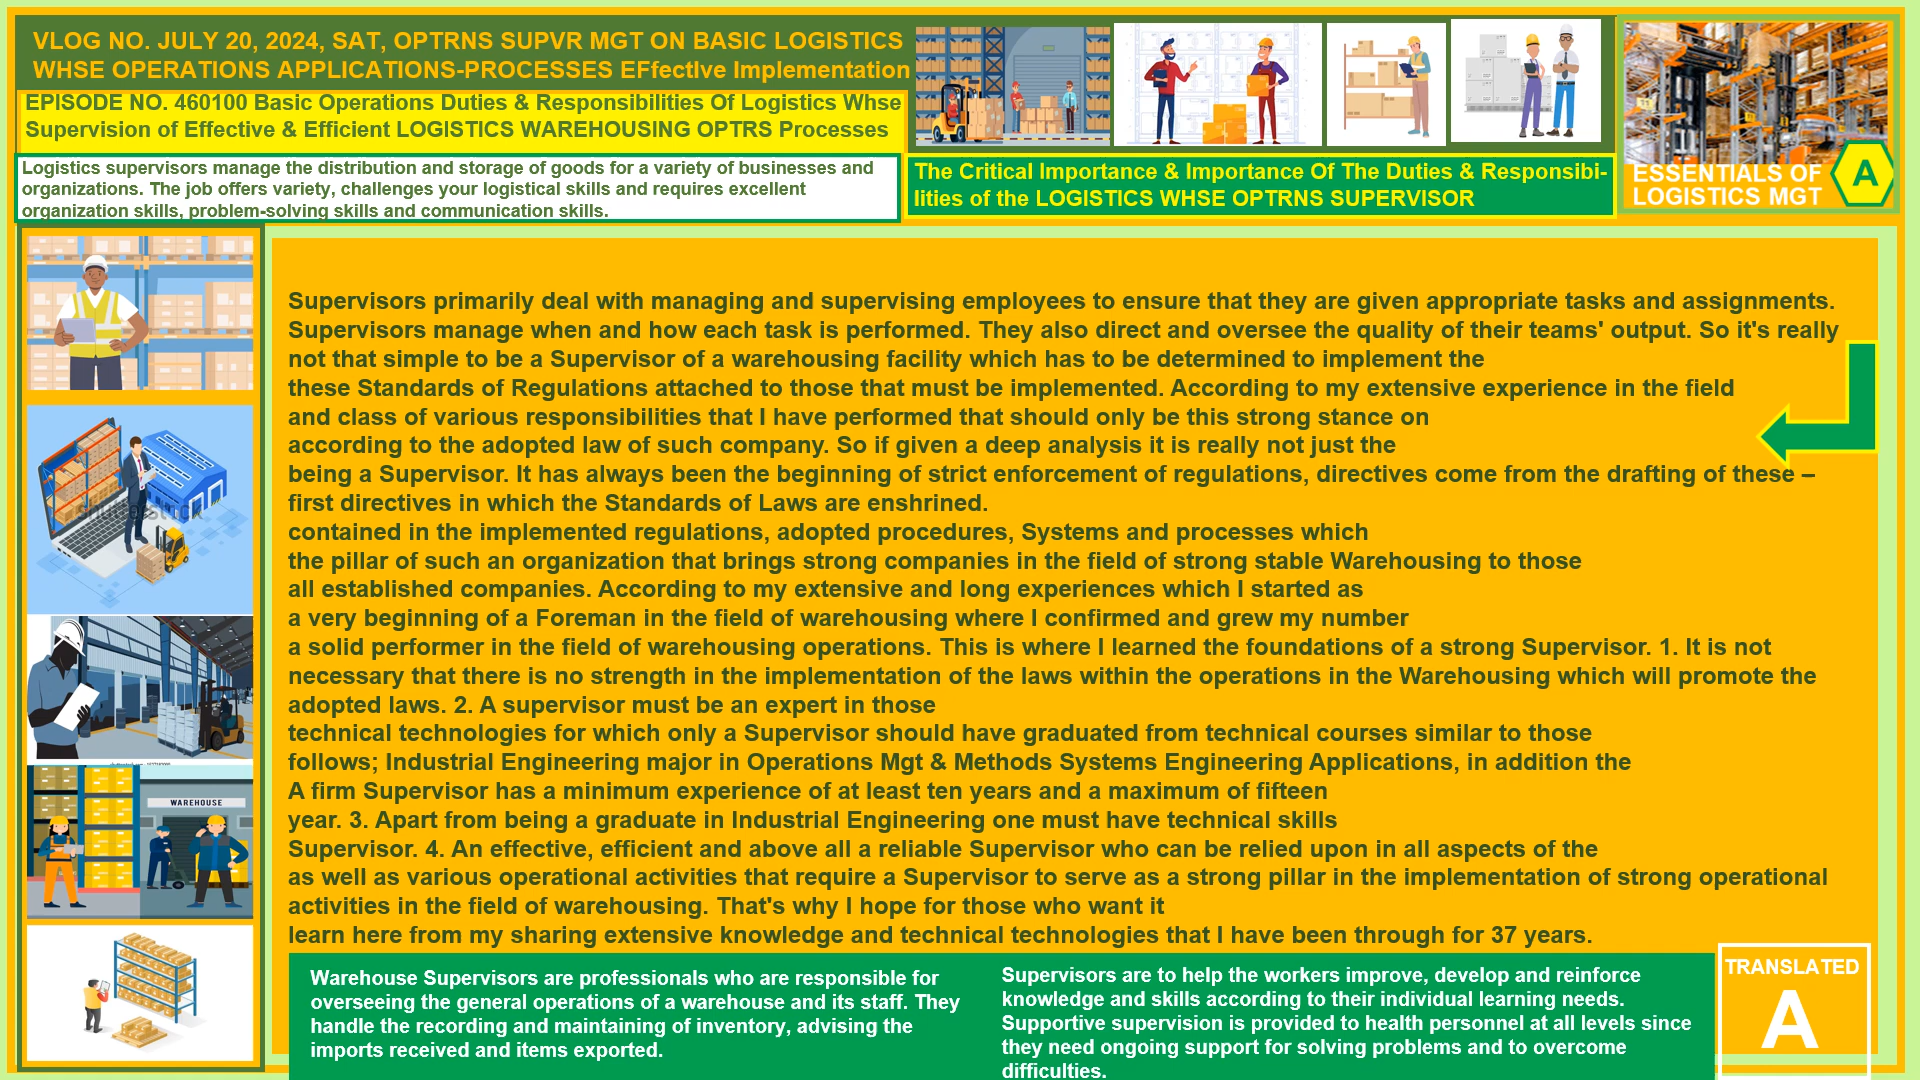 VLOG NO. JULY 20, 2024, SAT, OPTRNS SUPVR MGT ON BASIC LOGISTICS
WHSE OPERATIONS APPLICATIONS-PROCESSES EFfectIve Implementation
EPISODE NO. 460100 Basic Operations Duties & Responsibilities Of Logistics Whse
Supervision of Effective & Efficient LOGISTICS WAREHOUSING OPTRS Processes
Logistics supervisors manage the distribution and storage of goods for a variety of businesses and
organizations. The job offers variety, challenges your logistical skills and requires excellent
organization skills, problem-solving skills and communication skills.
The Critical Importance & Importance Of The Duties & Responsibi-
lities of the LOGISTICS WHSE OPTRNS SUPERVISOR
ESSENTIALS OF
LOGISTICS MGT
A
Supervisors primarily deal with managing and supervising employees to ensure that they are given appropriate tasks and assignments.
Supervisors manage when and how each task is performed. They also direct and oversee the quality of their teams' output. So it's really
not that simple to be a Supervisor of a warehousing facility which has to be determined to implement the
these Standards of Regulations attached to those that must be implemented. According to my extensive experience in the field
and class of various responsibilities that I have performed that should only be this strong stance on
according to the adopted law of such company. So if given a deep analysis it is really not just the
being a Supervisor. It has always been the beginning of strict enforcement of regulations, directives come from the drafting of these –
first directives in which the Standards of Laws are enshrined.
contained in the implemented regulations, adopted procedures, Systems and processes which
the pillar of such an organization that brings strong companies in the field of strong stable Warehousing to those
all established companies. According to my extensive and long experiences which I started as
a very beginning of a Foreman in the field of warehousing where I confirmed and grew my number
a solid performer in the field of warehousing operations. This is where I learned the foundations of a strong Supervisor. 1. It is not
necessary that there is no strength in the implementation of the laws within the operations in the Warehousing which will promote the
adopted laws. 2. A supervisor must be an expert in those
technical technologies for which only a Supervisor should have graduated from technical courses similar to those
follows; Industrial Engineering major in Operations Mgt & Methods Systems Engineering Applications, in addition the
A firm Supervisor has a minimum experience of at least ten years and a maximum of fifteen
year. 3. Apart from being a graduate in Industrial Engineering one must have technical skills
Supervisor. 4. An effective, efficient and above all a reliable Supervisor who can be relied upon in all aspects of the
as well as various operational activities that require a Supervisor to serve as a strong pillar in the implementation of strong operational
activities in the field of warehousing. That's why I hope for those who want it
learn here from my sharing extensive knowledge and technical technologies that I have been through for 37 years.
WAREHOUSE
Warehouse Supervisors are professionals who are responsible for
overseeing the general operations of a warehouse and its staff. They
handle the recording and maintaining of inventory, advising the
imports received and items exported.
Supervisors are to help the workers improve, develop and reinforce
knowledge and skills according to their individual learning needs.
Supportive supervision is provided to health personnel at all levels since
they need ongoing support for solving problems and to overcome
difficulties.
TRANSLATED
A